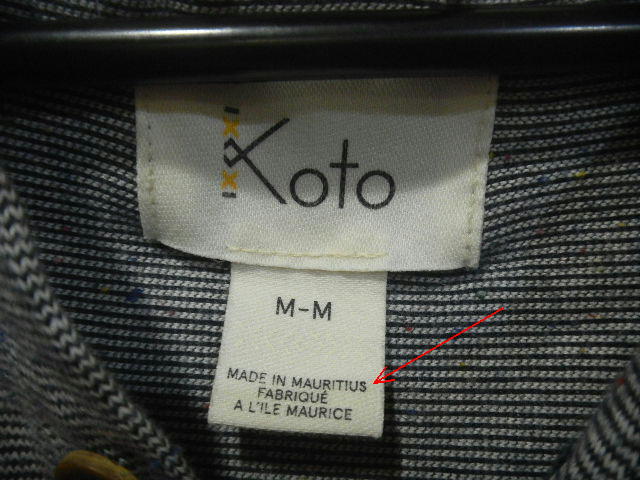 Koto
M-M
MADE IN MAURITIUS
FABRIQUÉ
A L'ILE MAURICE